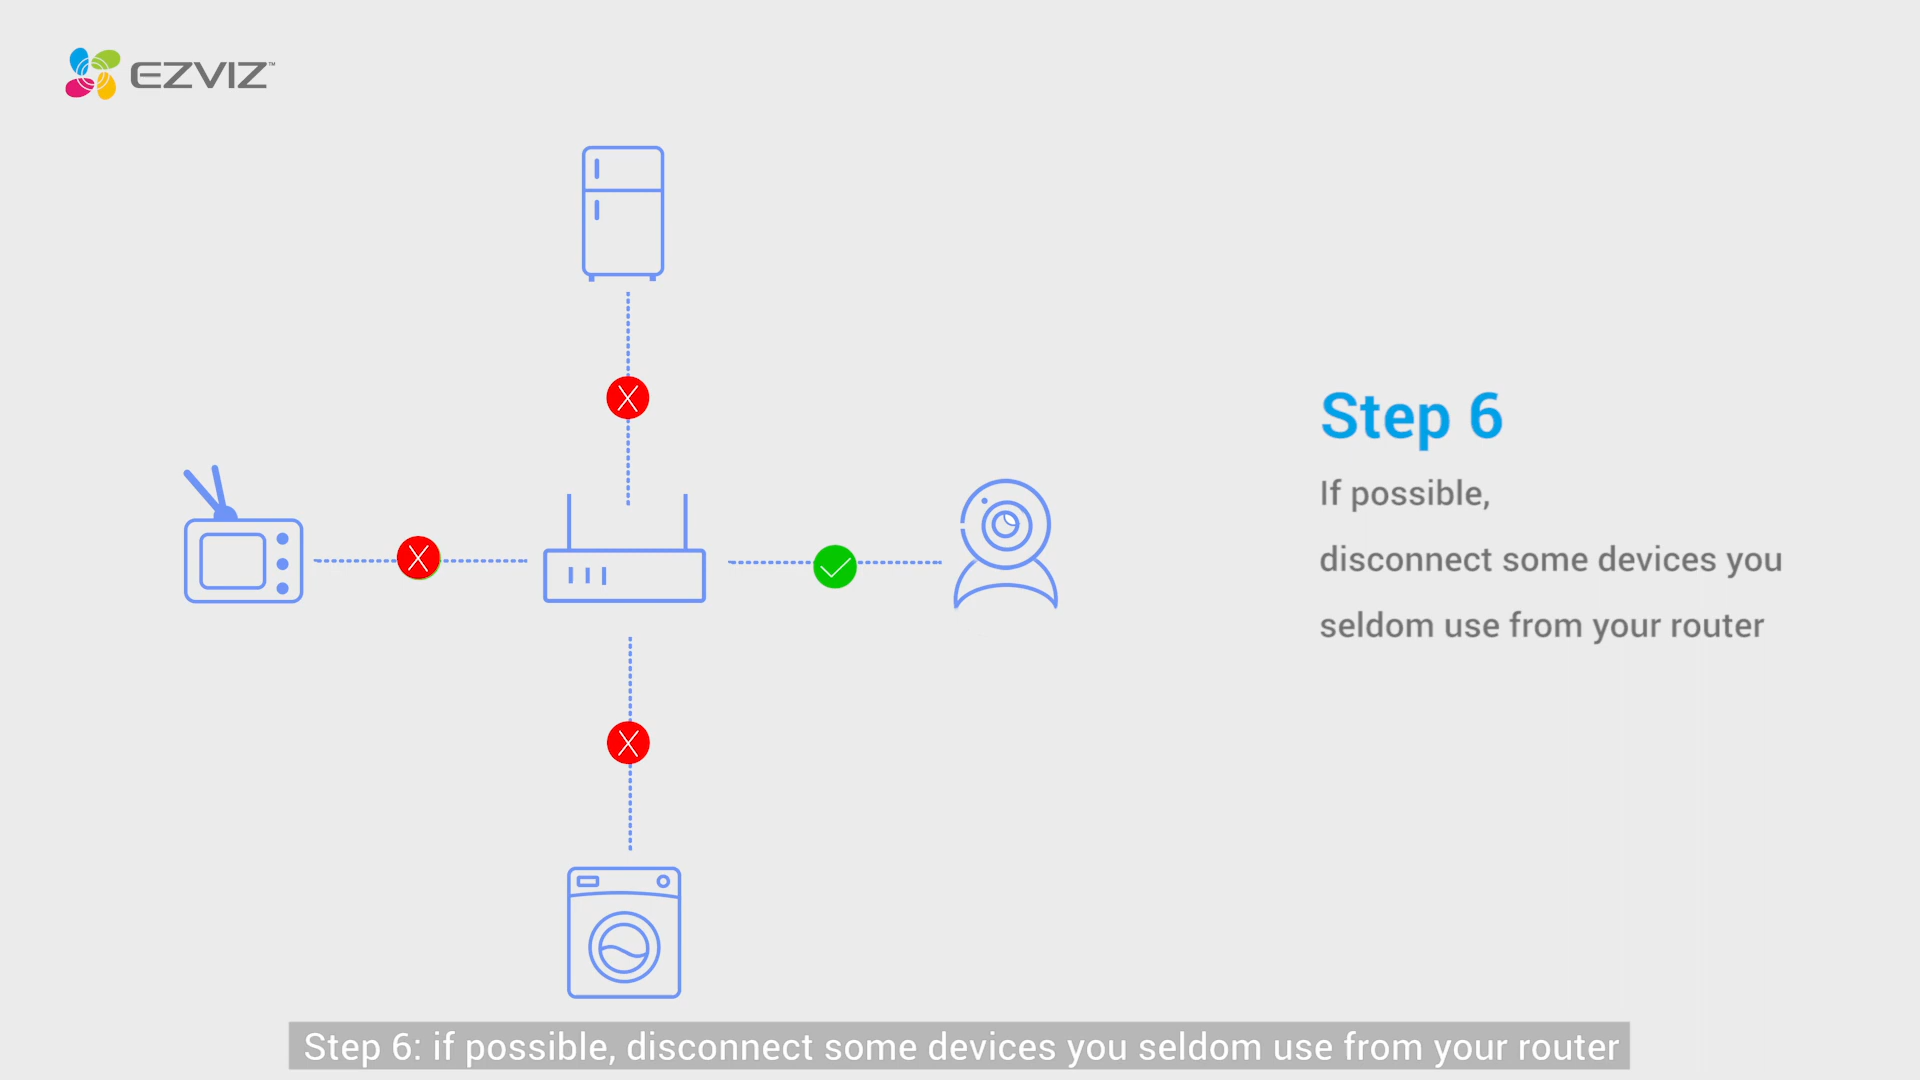 EZVIZ™
Step 6
If possible,
disconnect some devices you
seldom use from your router
Step 6: if possible, disconnect some devices you seldom use from your router